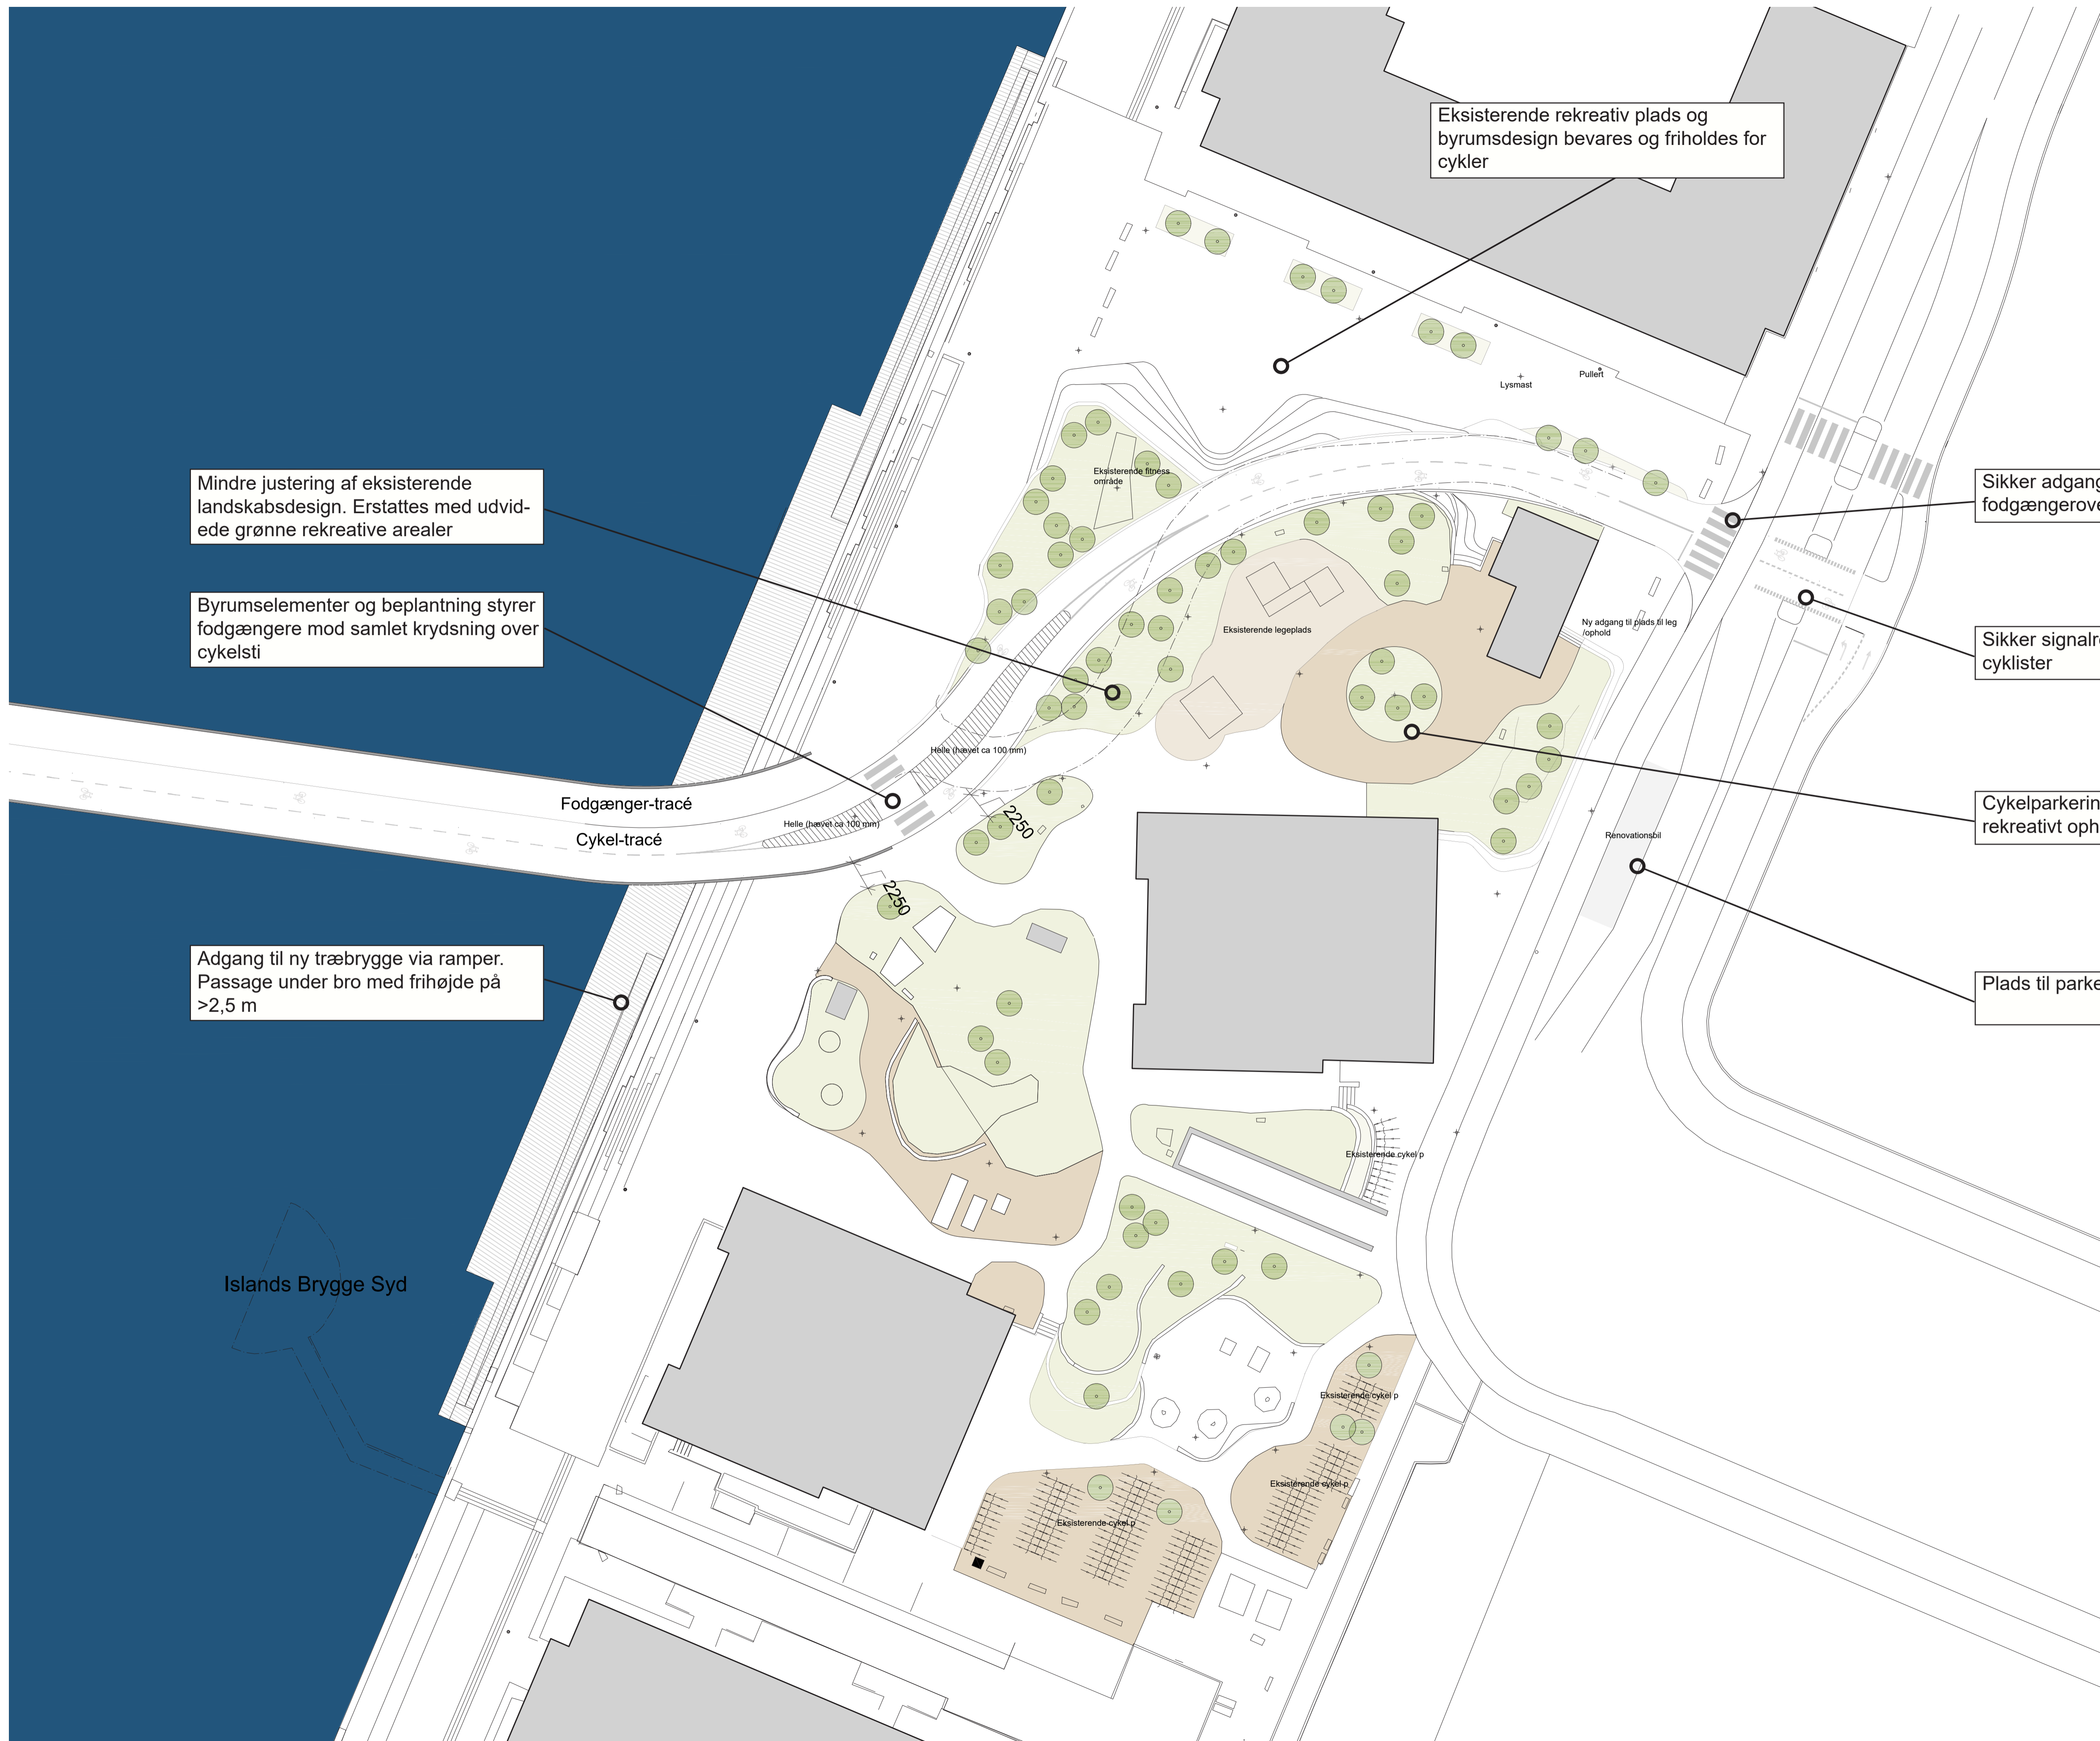 Eksisterende rekreativ plads og
byrumsdesign bevares og friholdes for
cykler
Pullert
Lysmast
Mindre justering af eksisterende
landskabsdesign. Erstattes med udvid-
ede grønne rekreative arealer
Eksisterende fitness
område
Sikker adgang
Byrumselementer og beplantning styrer
fodgængere mod samlet krydsning over
cykelsti
Eksisterende legeplads
Ny adgang til plads til leg
/ophold
Sikker
cyklister
Helle (hævet ca 100 mm)
Fodgænger-tracé
Cykel-tracé
Helle (hævet ca 100 mm)
2250
2250
Renovationsbil
rekreativt
Adgang til ny træbrygge via ramper.
Passage under bro med frihøjde på
>2,5 m
Plads til
Eksisterende cykel p
Islands Brygge Syd
Eksisterende cykel p
Eksisterende cykel p
Eksisterende cykel p